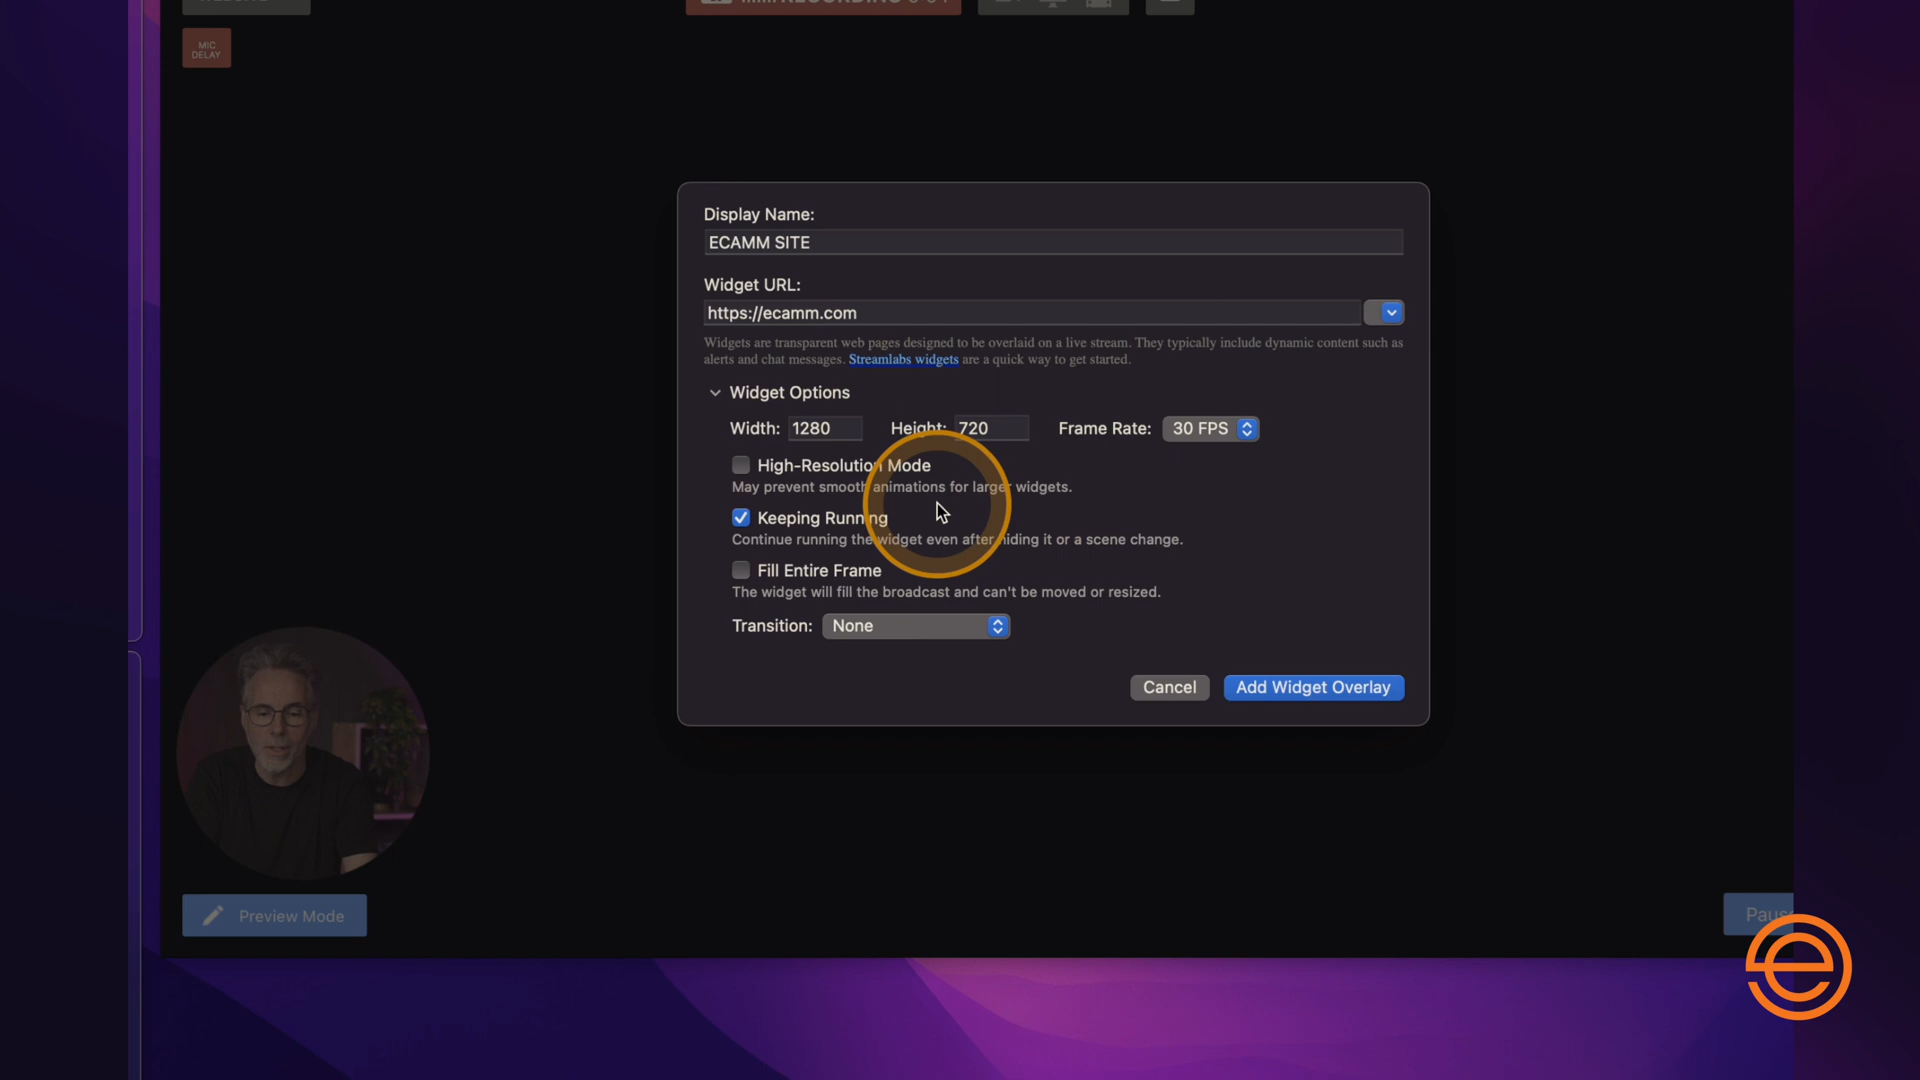 MIC
DELAY
Display Name:
ECAMM SITE
Widget URL:
https://ecamm.com
Widgets are transparent web pages designed to be overlaid on a live stream. They typically include dynamic content such as
alerts and chat messages. Streamlabs widgets are a quick way to get started.
Widget Options
Width: 1280 Height: 720 Frame Rate: 30 FPS
High-Resolution Mode
May prevent smooth animations for larger widgets.
Keeping Running
Continue running the widget even after hiding it or a scene change.
Fill Entire Frame
The widget will fill the broadcast and can't be moved or resized.
Transition: None
Cancel Add Widget Overlay
Preview Mode